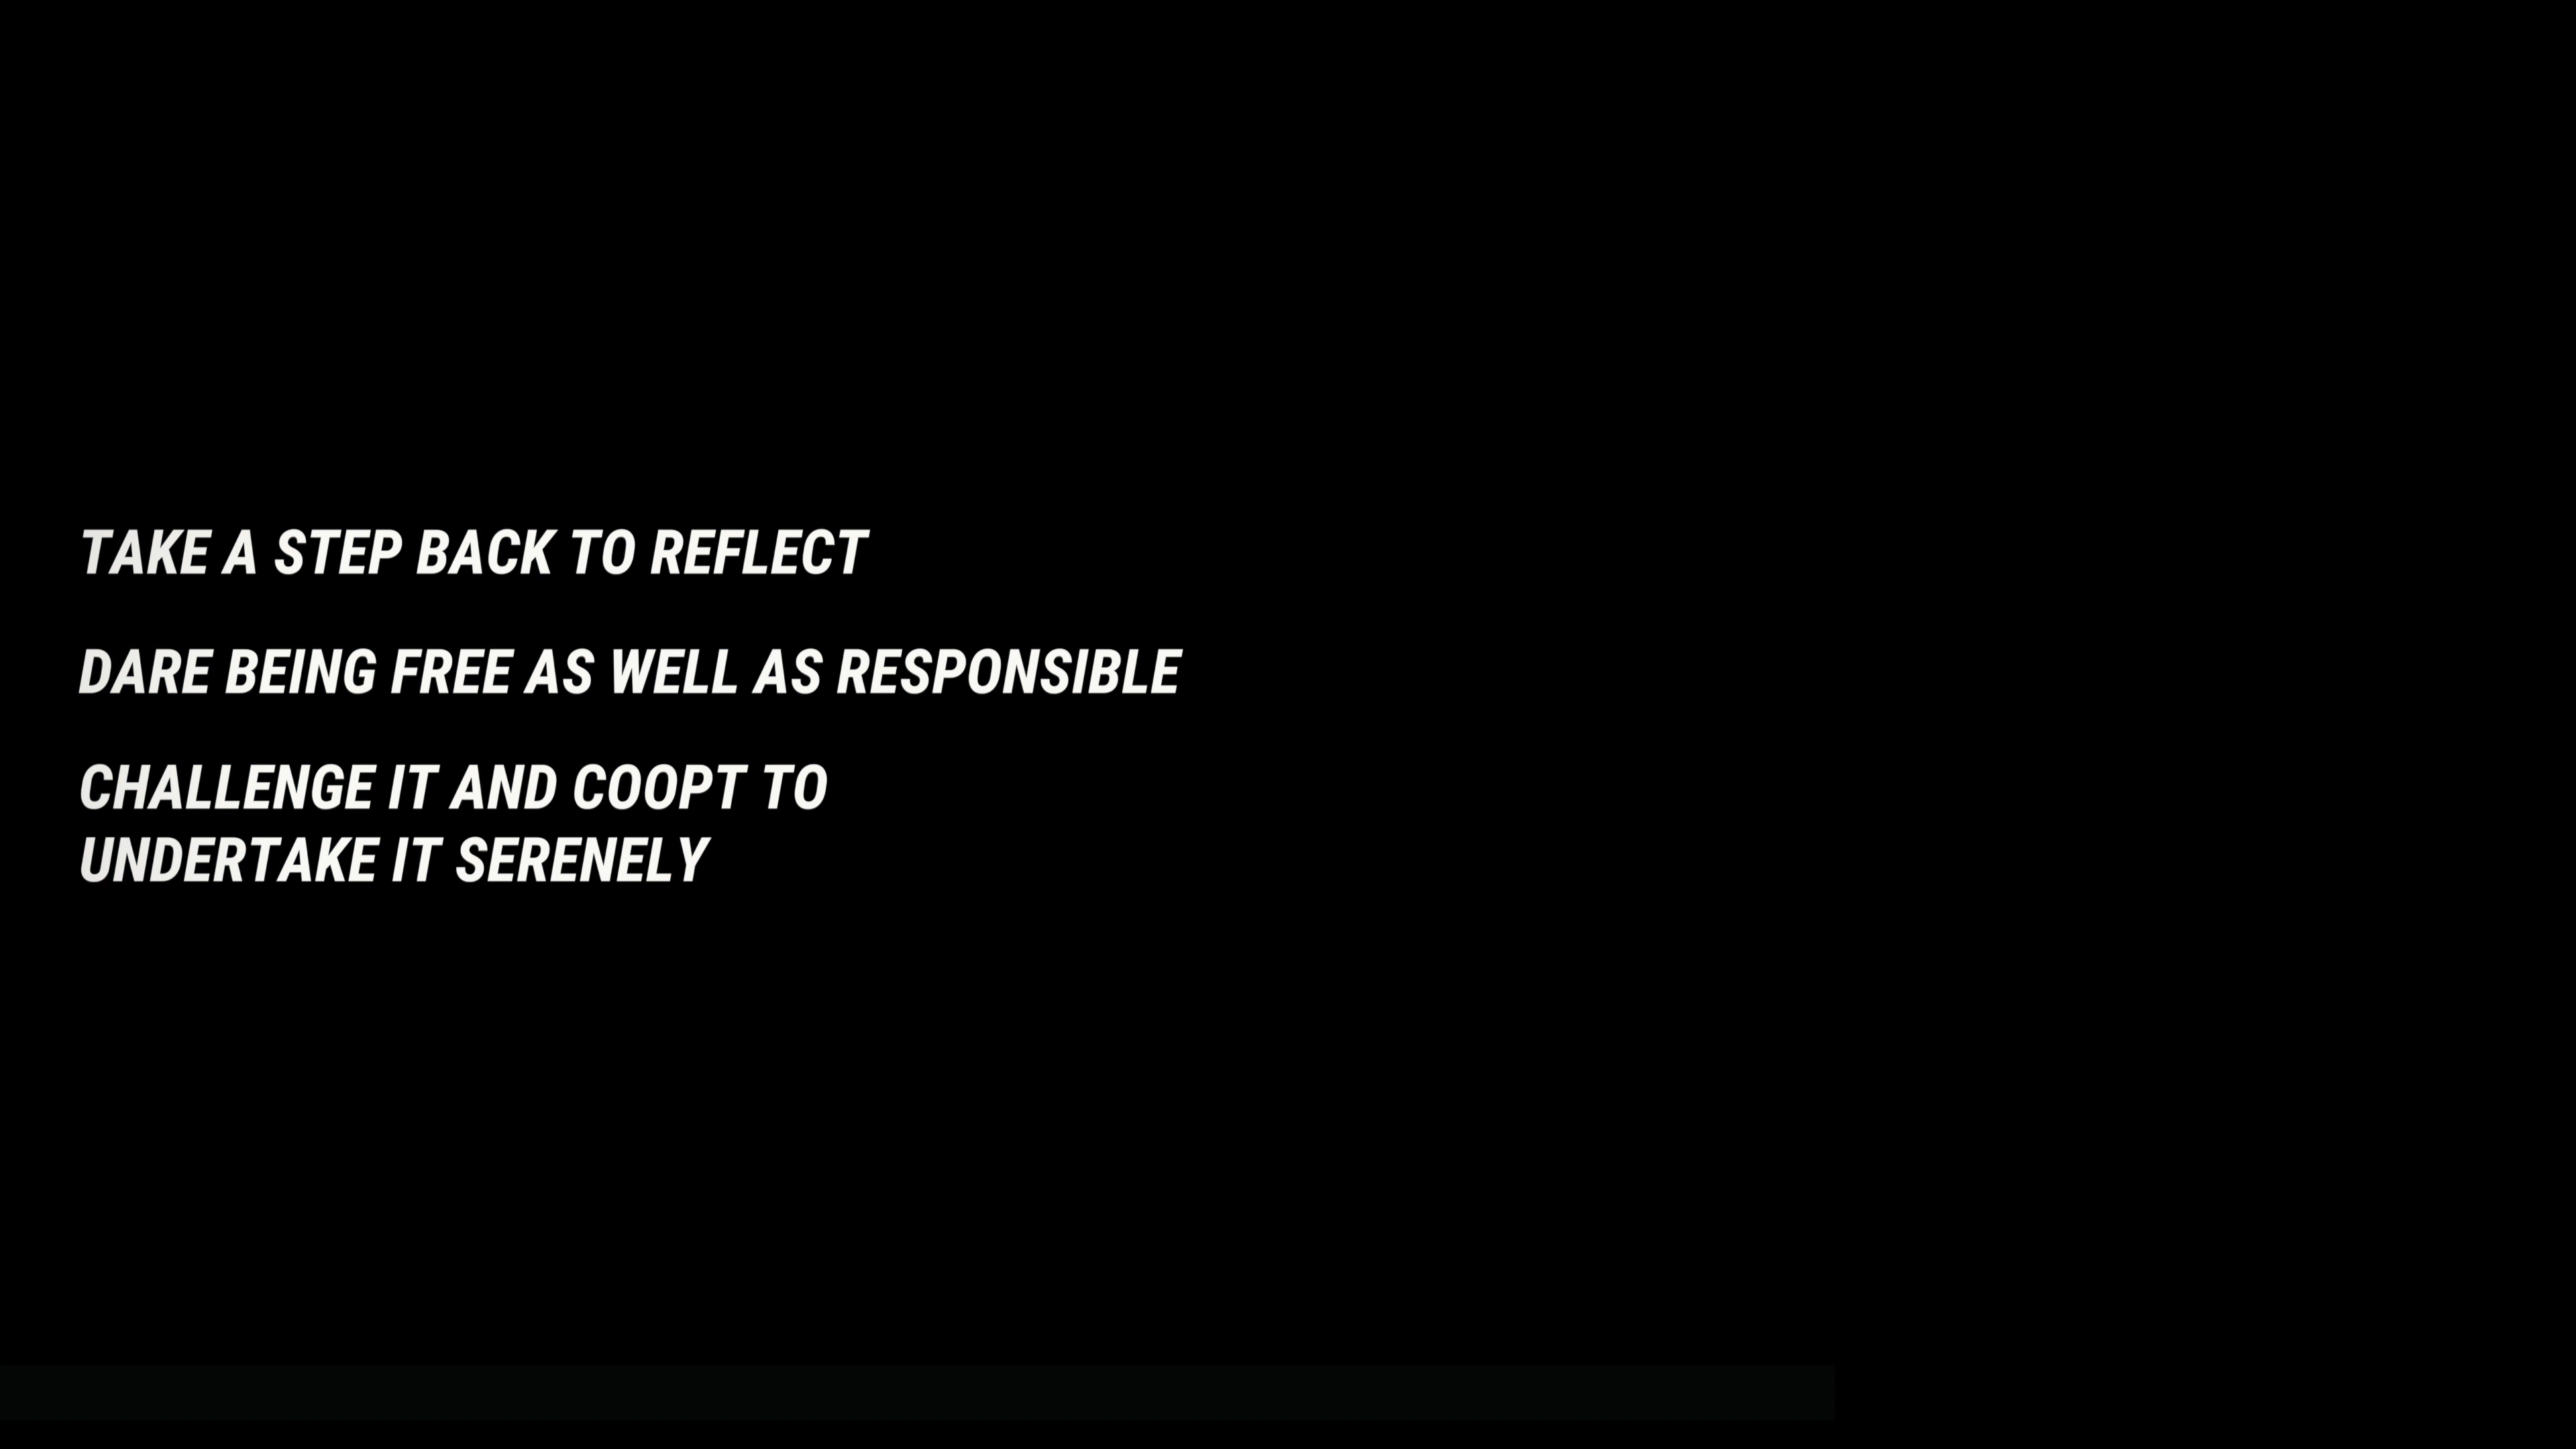 TAKE A STEP BACK TO REFLECT
DARE BEING FREE AS WELL AS RESPONSIBLE
CHALLENGE IT AND COOPT TO
UNDERTAKE IT SERENELY